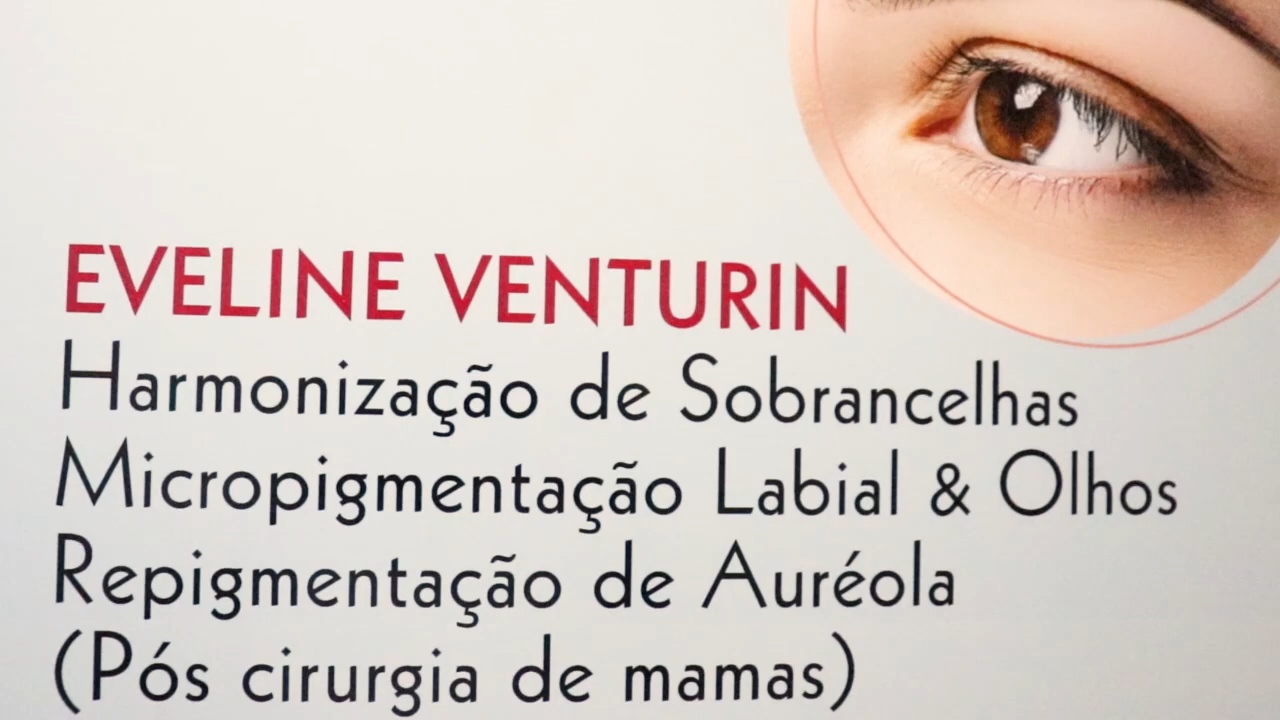 EVELINE VENTURIN
Harmonização de Sobrancelhas
Micropigmentação Labial & Olhos
Repigmentação de Auréola
(Pós cirurgia de mamas)